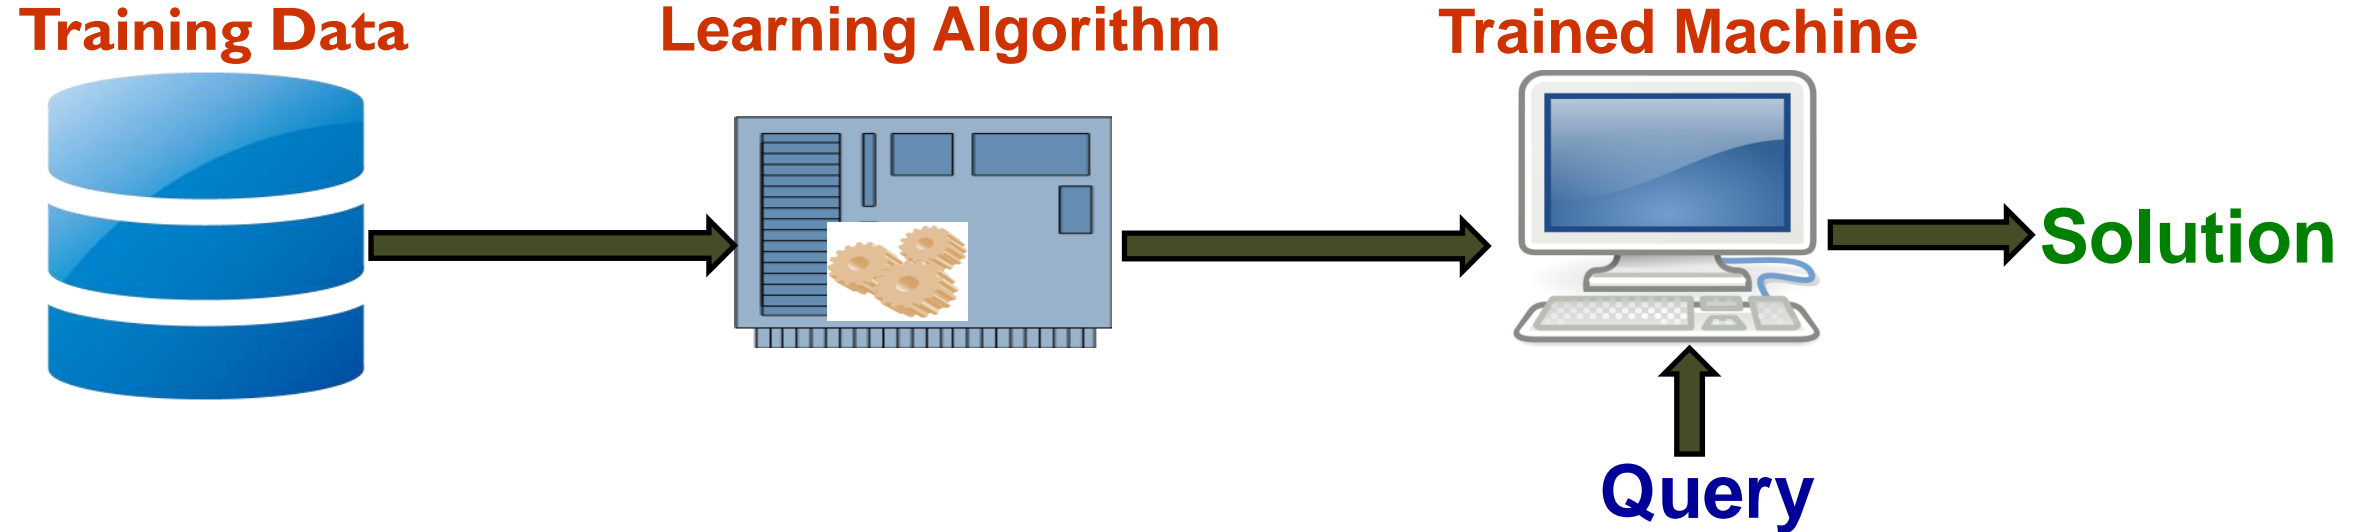 Training Data
Learning Algorithm
Trained Machine
Solution
Query